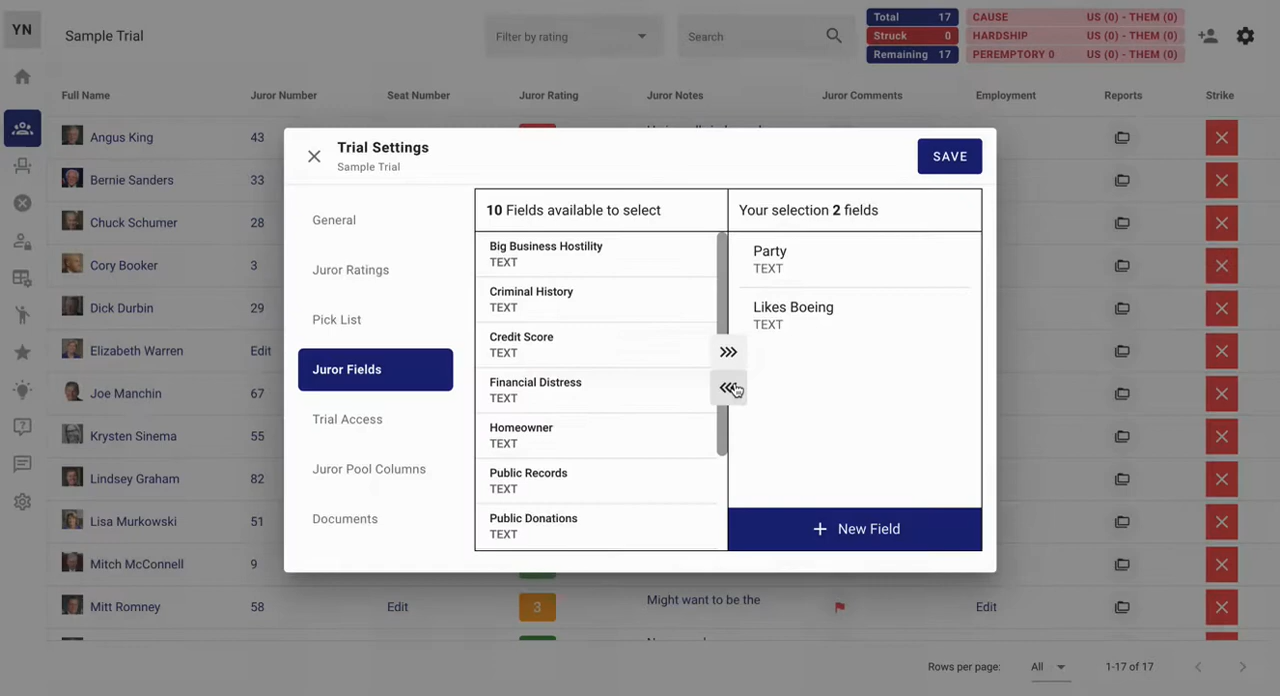 YN
Sample Trial
Filter by rating
Search
Total 17
Struck 0
Remaining 17
CAUSE US (0) - THEM (0)
HARDSHIP US (0) - THEM (0)
PEREMPTORY 0 US (0) - THEM (0)
Full Name Juror Number Seat Number Juror Rating Juror Notes Juror Comments Employment Reports Strike
Angus King 43
Bernie Sanders 33
Chuck Schumer 28
Cory Booker 3
Dick Durbin 29
Elizabeth Warren Edit
Joe Manchin 67
Krysten Sinema 55
Lindsey Graham 82
Lisa Murkowski 51
Mitch McConnell 9
Mitt Romney 58 Edit 3 Might want to be the Edit
Trial Settings
Sample Trial
SAVE
General
Juror Ratings
Pick List
Juror Fields
Trial Access
Juror Pool Columns
Documents
10 Fields available to select
Big Business Hostility
TEXT
Criminal History
TEXT
Credit Score
TEXT
Financial Distress
TEXT
Homeowner
TEXT
Public Records
TEXT
Public Donations
TEXT
Your selection 2 fields
Party
TEXT
Likes Boeing
TEXT
+ New Field
Rows per page: All 1-17 of 17